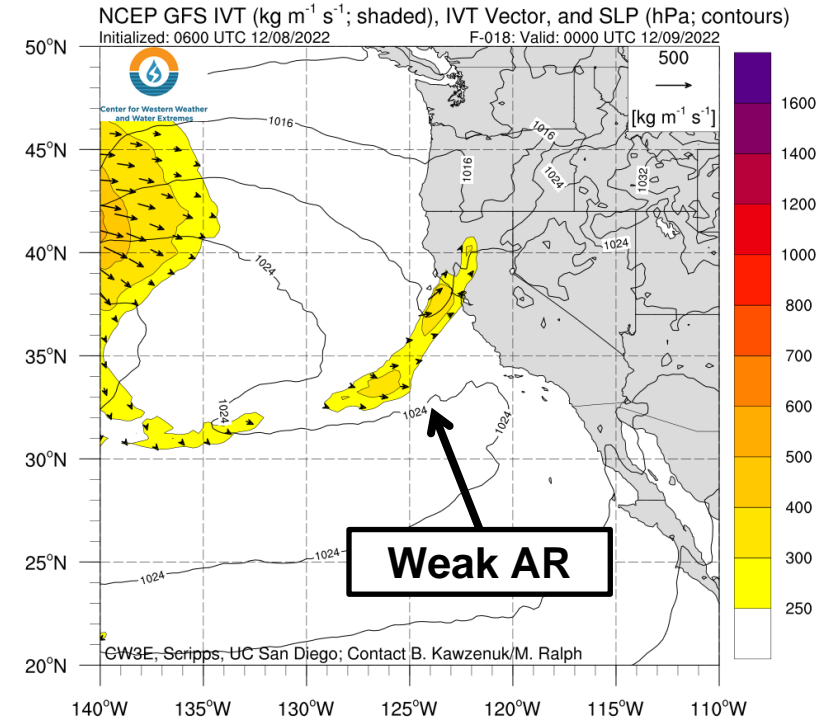 NCEP GFS IVT (kg m⁻¹ s⁻¹; shaded), IVT Vector, and SLP (hPa; contours)
Initialized: 0600 UTC 12/08/2022 F-018: Valid: 0000 UTC 12/09/2022
Center for Western Weather
and Water Extremes
500
[kg m⁻¹ s⁻¹]
50°N
45°N
40°N
35°N
30°N
25°N
20°N
1016
1016
1016
1024
1032
1024
1024
1024
1024
1024
1024
1024
Weak AR
CW3E, Scripps, UC San Diego; Contact B. Kawzenuk/M. Ralph
140°W 135°W 130°W 125°W 120°W 115°W 110°W
1600
1400
1200
1000
800
700
600
500
400
300
250